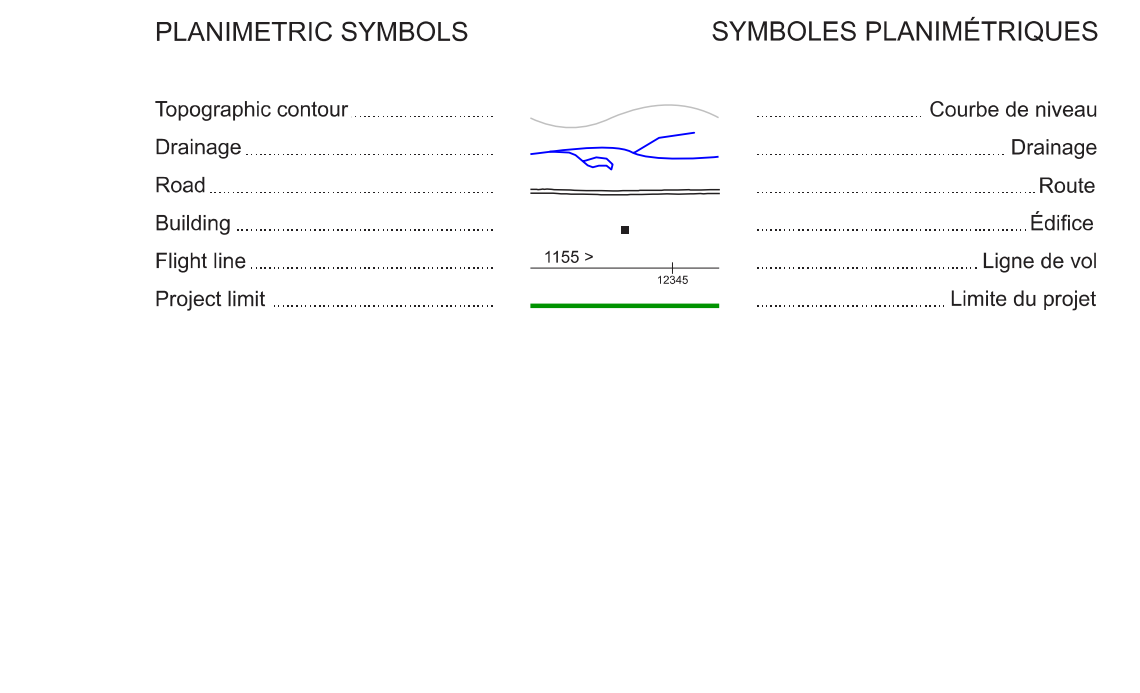 PLANIMETRIC SYMBOLS SYMBOLES PLANIMÉTRIQUES
Topographic contour Courbe de niveau
Drainage Drainage
Road Route
Building Édifice
1155 >
Flight line Ligne de vol
12345
Project limit Limite du projet